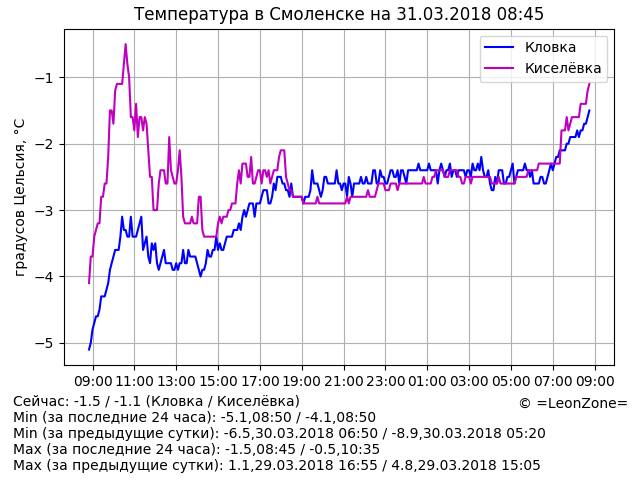 Температура в Смоленске на 31.03.2018 08:45
Кловка
Киселёвка
градусов Цельсия, °C
−1
−2
−3
−4
−5
09:00 11:00 13:00 15:00 17:00 19:00 21:00 23:00 01:00 03:00 05:00 07:00 09:00
Сейчас: -1.5 / -1.1 (Кловка / Киселёвка)
© =LeonZone=
Min (за последние 24 часа): -5.1,08:50 / -4.1,08:50
Min (за предыдущие сутки): -6.5,30.03.2018 06:50 / -8.9,30.03.2018 05:20
Max (за последние 24 часа): -1.5,08:45 / -0.5,10:35
Max (за предыдущие сутки): 1.1,29.03.2018 16:55 / 4.8,29.03.2018 15:05